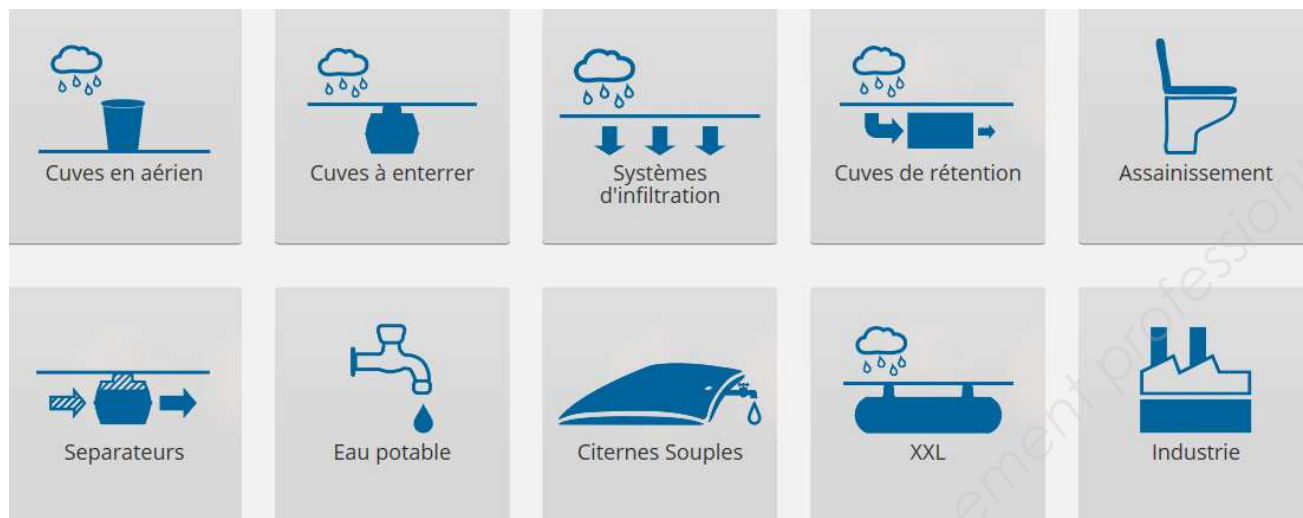 Cuves en aérien
Cuves à enterrer
Systèmes
d'infiltration
Cuves de rétention
Assainissement
Separateurs
Eau potable
Citernes Souples
XXL
Industrie